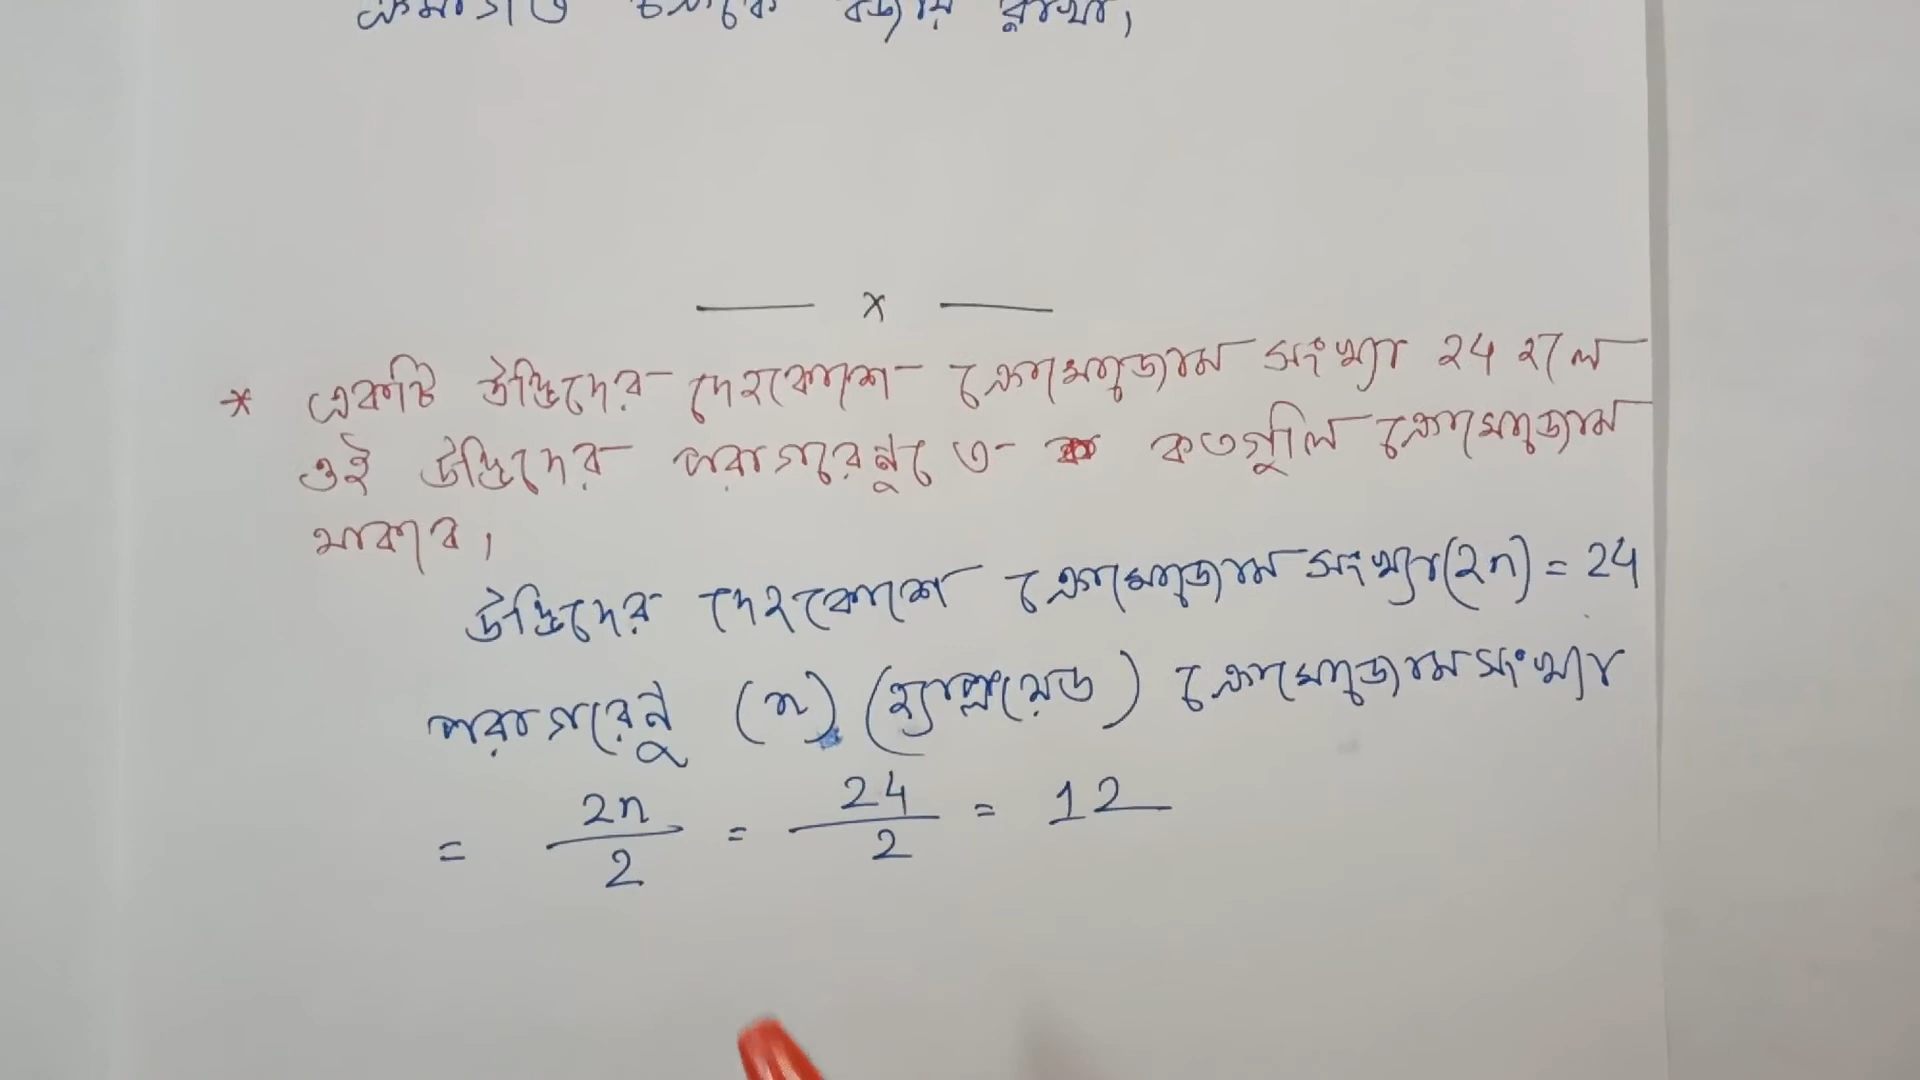 বজায় রাখা।
— x —
* একটি উদ্ভিদের দেহকোশে ক্রোমোজোম সংখ্যা 24 হলে
ওই উদ্ভিদের পরাগরেনুতে কতগুলি ক্রোমোজোম
থাকবে।
উদ্ভিদের দেহকোশে ক্রোমোজোম সংখ্যা (2n) = 24
পরাগরেনু (n) (হ্যাপ্লয়েড) ক্রোমোজোম সংখ্যা
= 2n/2 = 24/2 = 12